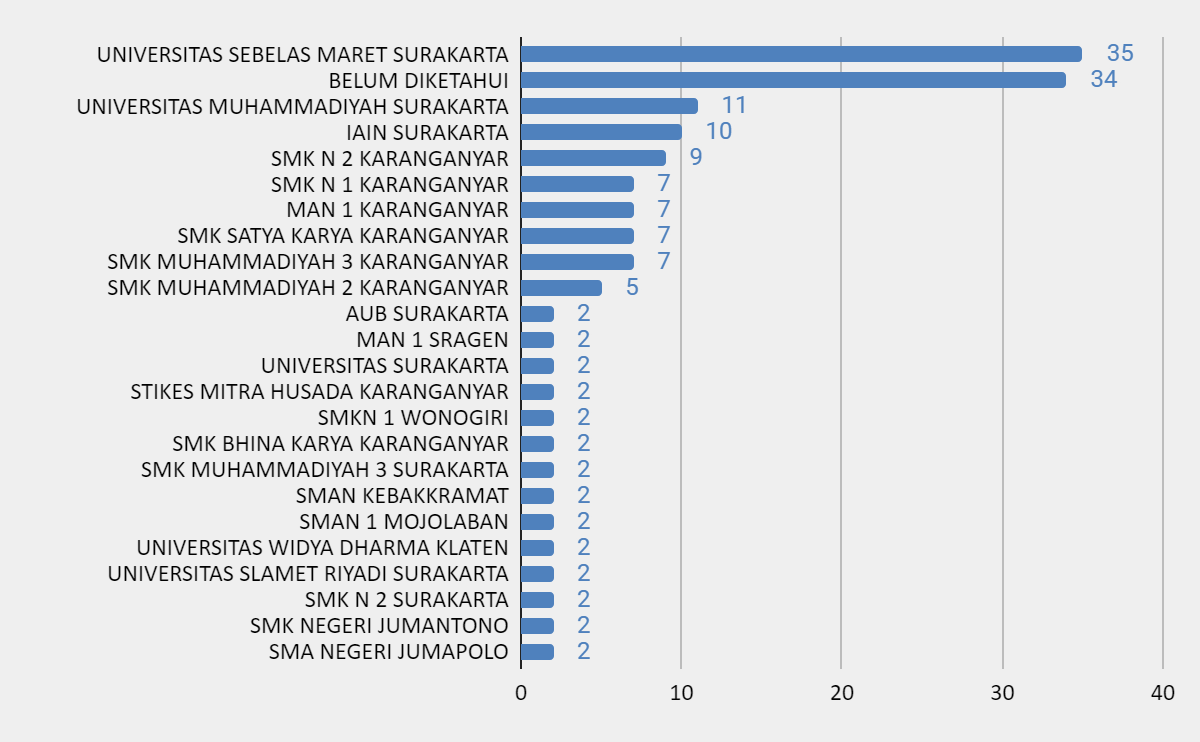 UNIVERSITAS SEBELAS MARET SURAKARTA 35
BELUM DIKETAHUI 34
UNIVERSITAS MUHAMMADIYAH SURAKARTA 11
IAIN SURAKARTA 10
SMK N 2 KARANGANYAR 9
SMK N 1 KARANGANYAR 7
MAN 1 KARANGANYAR 7
SMK SATYA KARYA KARANGANYAR 7
SMK MUHAMMADIYAH 3 KARANGANYAR 7
SMK MUHAMMADIYAH 2 KARANGANYAR 5
AUB SURAKARTA 2
MAN 1 SRAGEN 2
UNIVERSITAS SURAKARTA 2
STIKES MITRA HUSADA KARANGANYAR 2
SMKN 1 WONOGIRI 2
SMK BHINA KARYA KARANGANYAR 2
SMK MUHAMMADIYAH 3 SURAKARTA 2
SMAN KEBAKKRAMAT 2
SMAN 1 MOJOLABAN 2
UNIVERSITAS WIDYA DHARMA KLATEN 2
UNIVERSITAS SLAMET RIYADI SURAKARTA 2
SMK N 2 SURAKARTA 2
SMK NEGERI JUMANTONO 2
SMA NEGERI JUMAPOLO 2
0 10 20 30 40